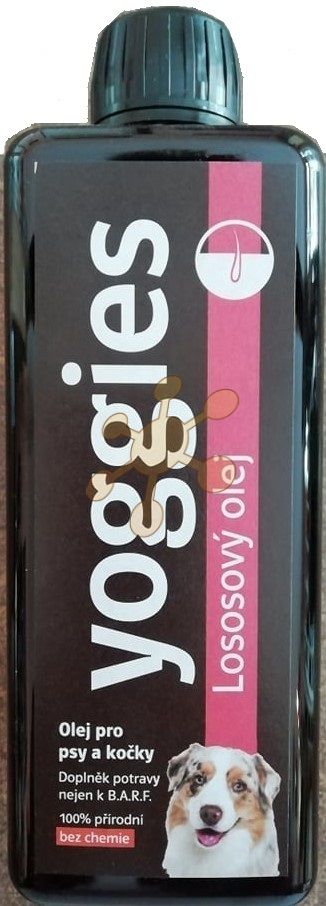 yoggies
Lososový olej
Olej pro
psy a kočky
Doplněk potravy
nejen k B.A.R.F.
100% přírodní
bez chemie